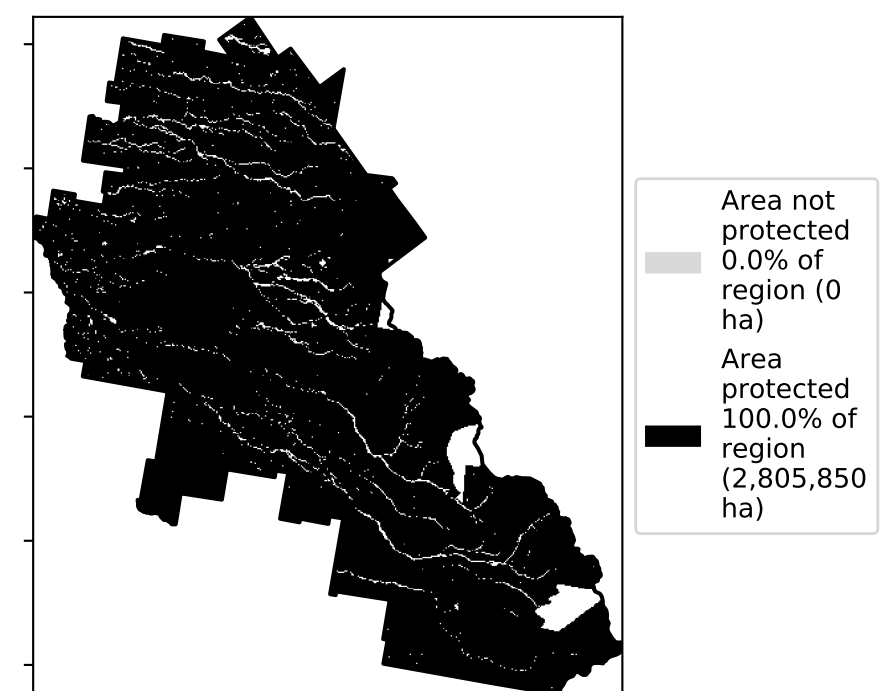 Area not
protected
0.0% of
region (0
ha)
Area
protected
100.0% of
region
(2,805,850
ha)